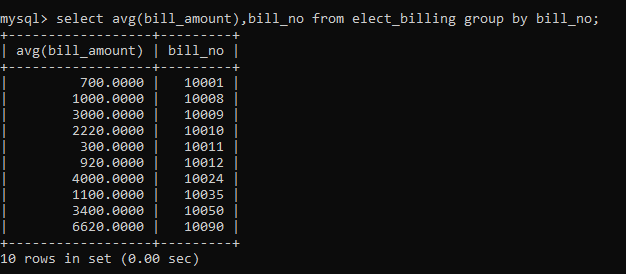 mysql> select avg(bill_amount),bill_no from elect_billing group by bill_no;
+------------------+---------+
| avg(bill_amount) | bill_no |
+------------------+---------+
|         700.0000 |   10001 |
|        1000.0000 |   10008 |
|        3000.0000 |   10009 |
|        2220.0000 |   10010 |
|         300.0000 |   10011 |
|         920.0000 |   10012 |
|        4000.0000 |   10024 |
|        1100.0000 |   10035 |
|        3400.0000 |   10050 |
|        6620.0000 |   10090 |
+------------------+---------+
10 rows in set (0.00 sec)